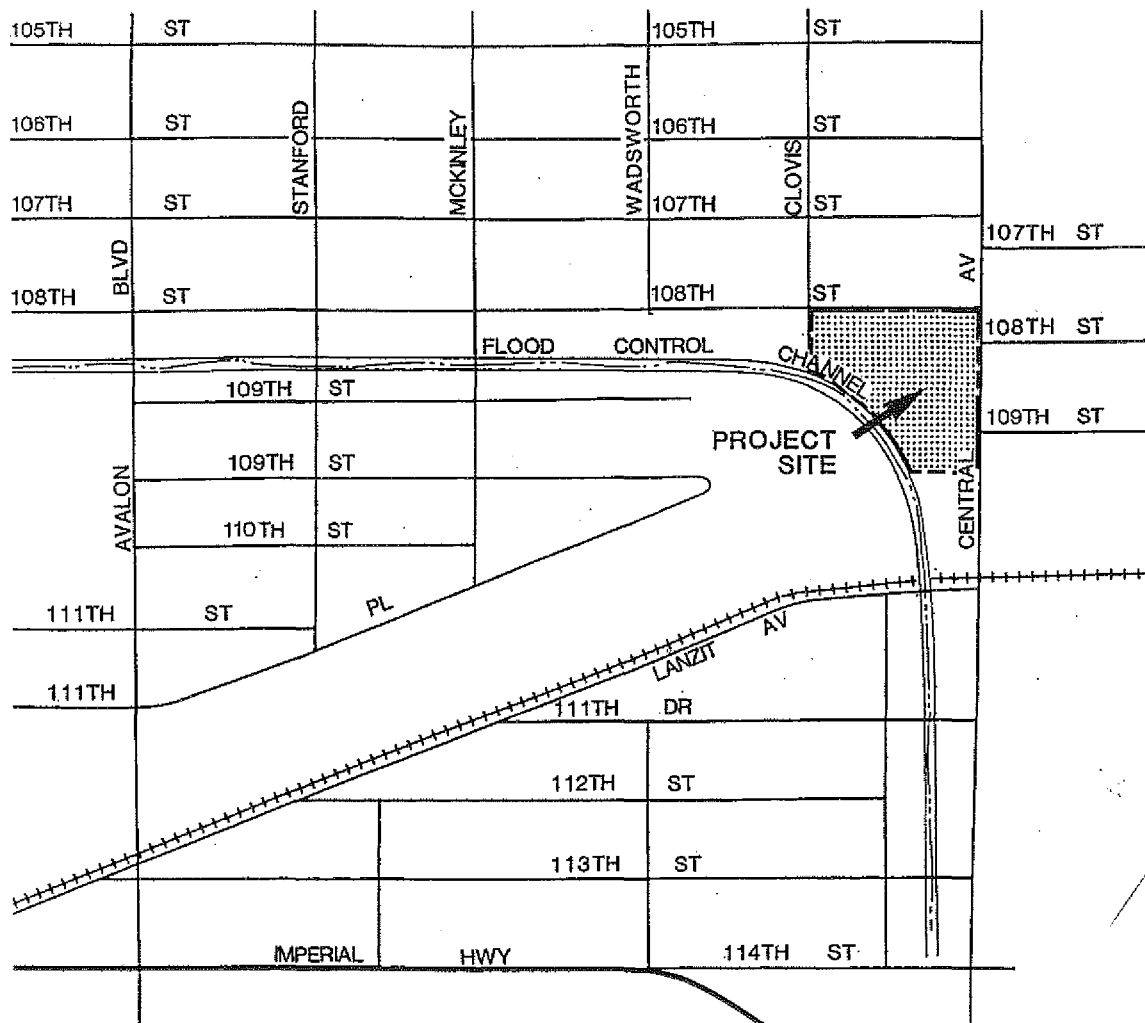 105TH ST 105TH ST
106TH ST 106TH ST
107TH ST 107TH ST
108TH ST 108TH ST
STANFORD
MCKINLEY
WADSWORTH
CLOVIS
BLVD
AV
107TH ST
108TH ST
109TH ST
FLOOD CONTROL CHANNEL
109TH ST
PROJECT
SITE
109TH ST
110TH ST
AVALON
CENTRAL
111TH ST
PL
111TH
LANZIT AV
111TH DR
112TH ST
113TH ST
IMPERIAL HWY
114TH ST